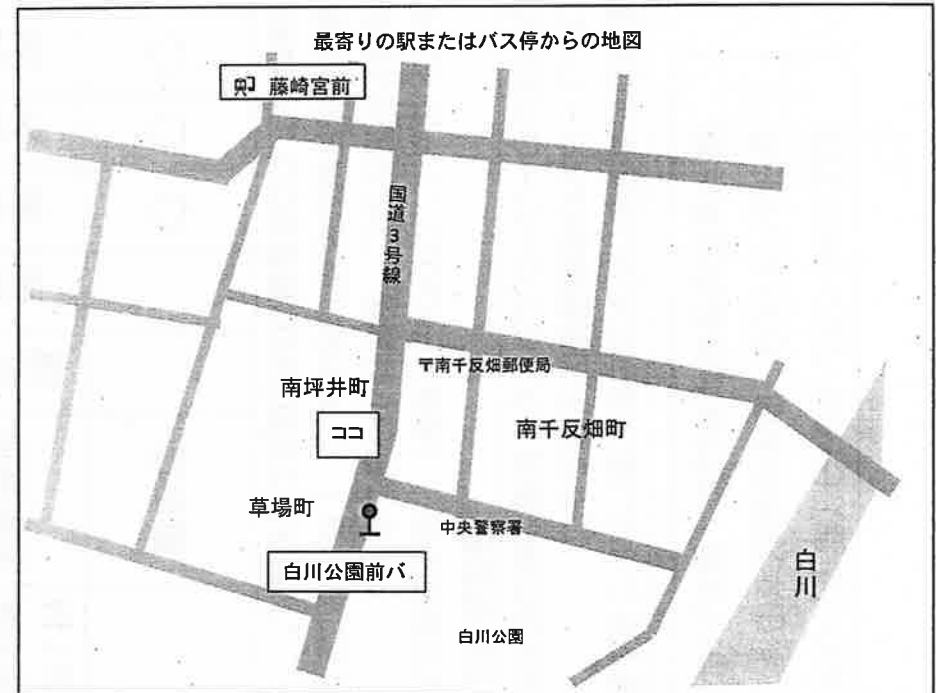 最寄りの駅またはバス停からの地図
藤崎宮前
国道3号線
〒南千反畑郵便局
南坪井町
ココ
南千反畑町
草場町
中央警察署
白川公園前バ
白川
白川公園